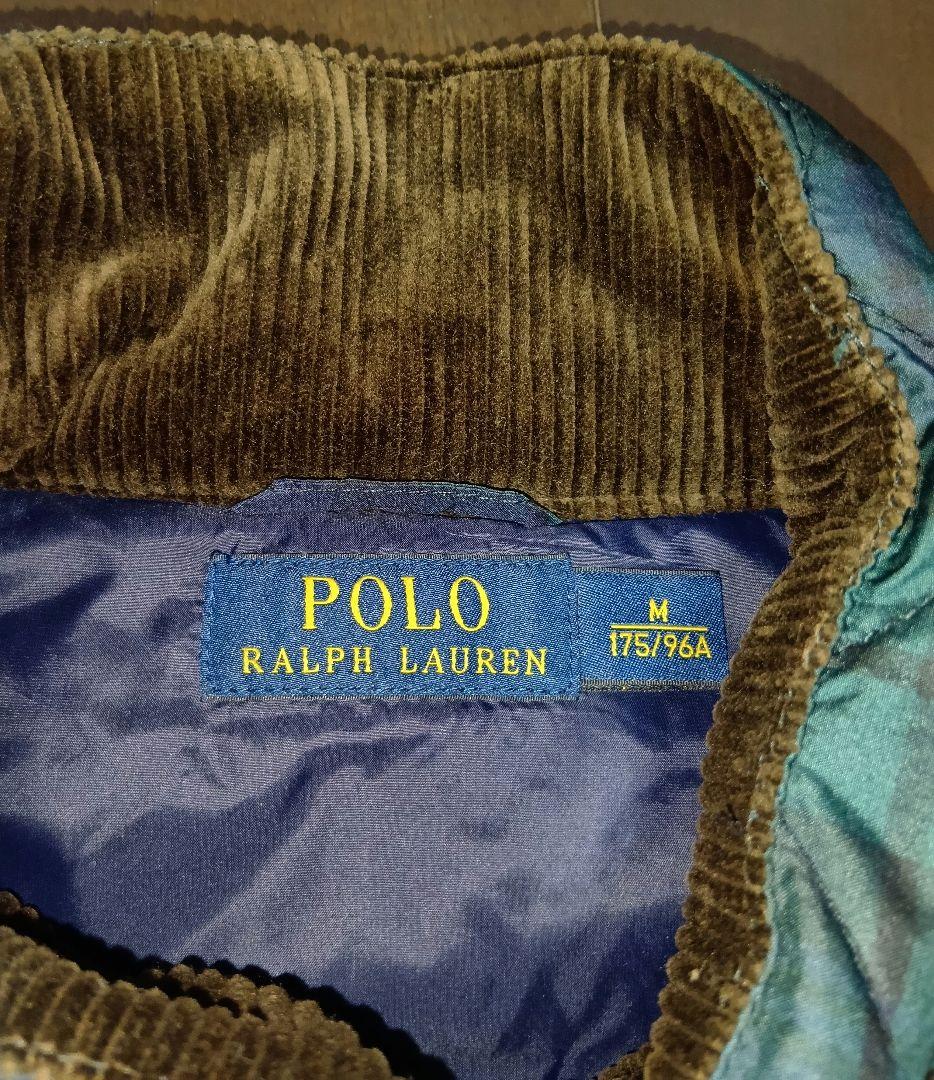 POLO
RALPH LAUREN
M
175/96A